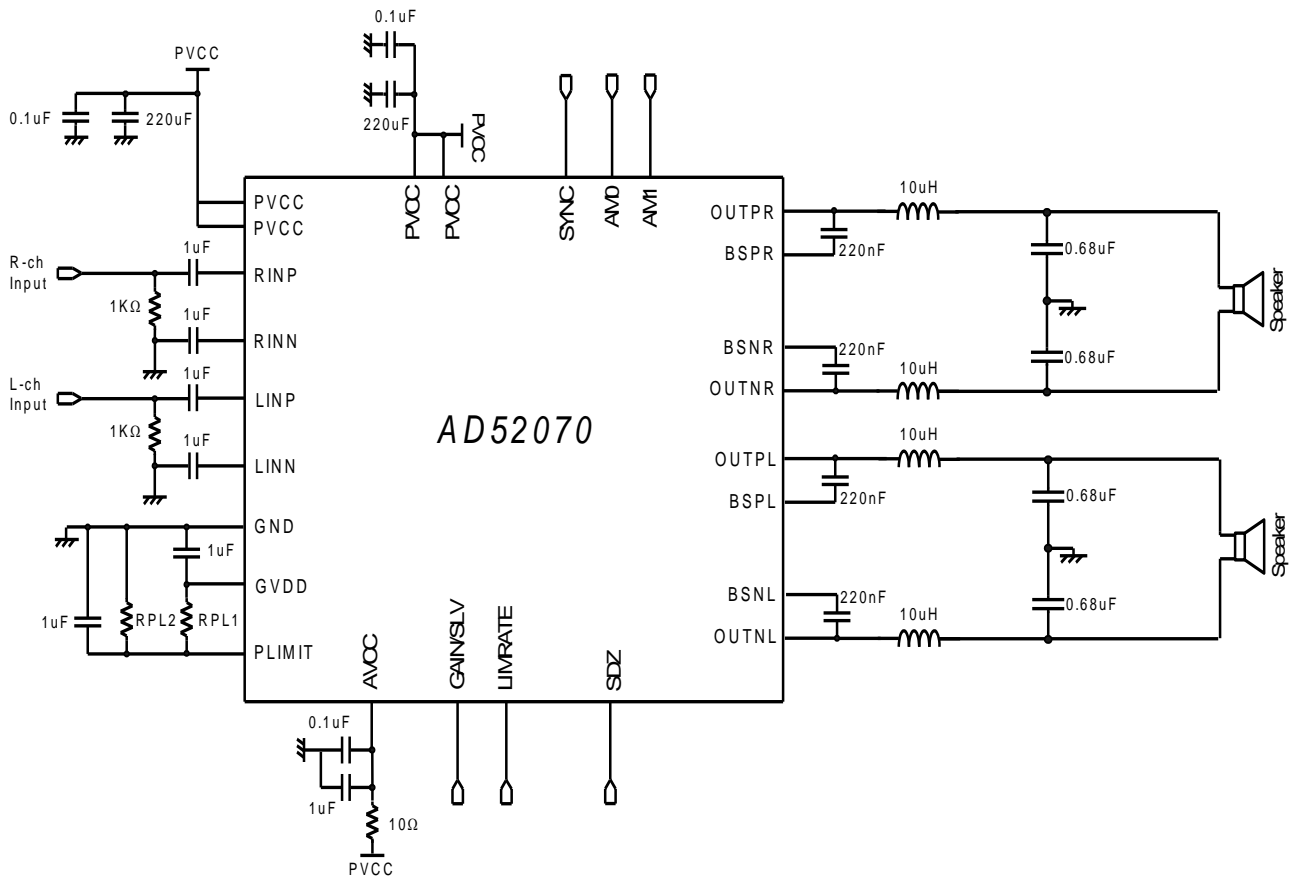 0.1uF
PVCC
0.1uF
220uF
220uF
PVCC
PVCC
PVCC
SYNC
AM0
AM1
PVCC
PVCC
R-ch
Input
1uF
RINP
1KΩ
1uF
RINN
L-ch
Input
1uF
LINP
1KΩ
1uF
LINN
GND
1uF
GVDD
1uF
RPL2
RPL1
PLIMIT
AD52070
OUTPR
10uH
BSPR
220nF
0.68uF
Speaker
BSNR
220nF
0.68uF
OUTNR
10uH
OUTPL
10uH
BSPL
220nF
0.68uF
Speaker
BSNL
220nF
0.68uF
OUTNL
10uH
AVCC
GAIN/SLV
LIMRATE
SDZ
0.1uF
1uF
10Ω
PVCC